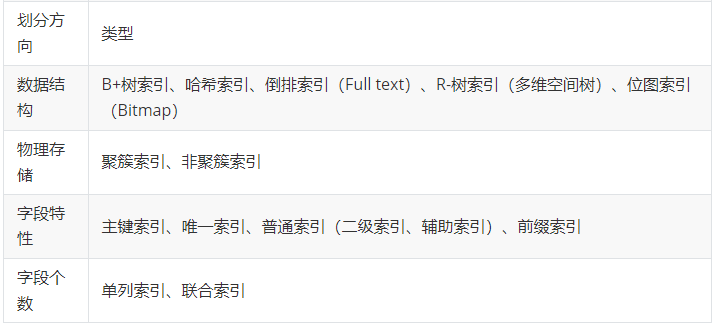 划分方
向
类型
数据结
构
B+树索引、哈希索引、倒排索引（Full text）、R-树索引（多维空间树）、位图索引
（Bitmap）
物理存
储
聚簇索引、非聚簇索引
字段特
性
主键索引、唯一索引、普通索引（二级索引、辅助索引）、前缀索引
字段个
数
单列索引、联合索引